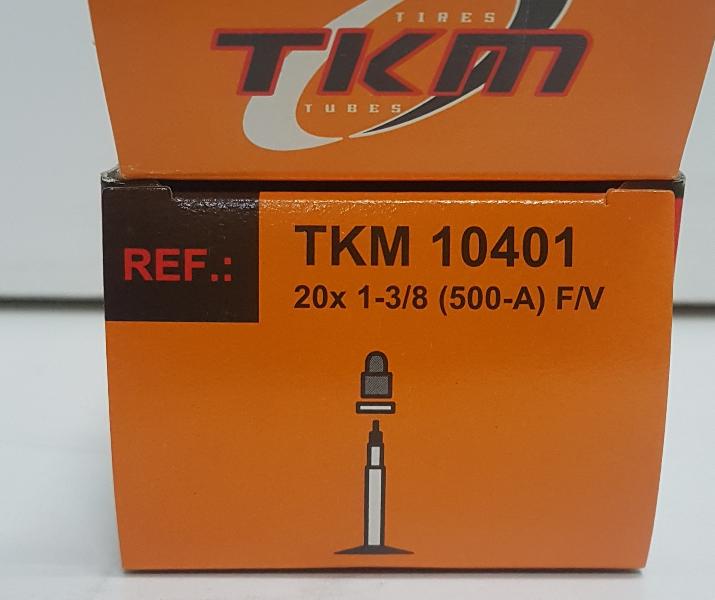 TIRES
TKM
TUBES
REF.:
TKM 10401
20x 1-3/8 (500-A) F/V